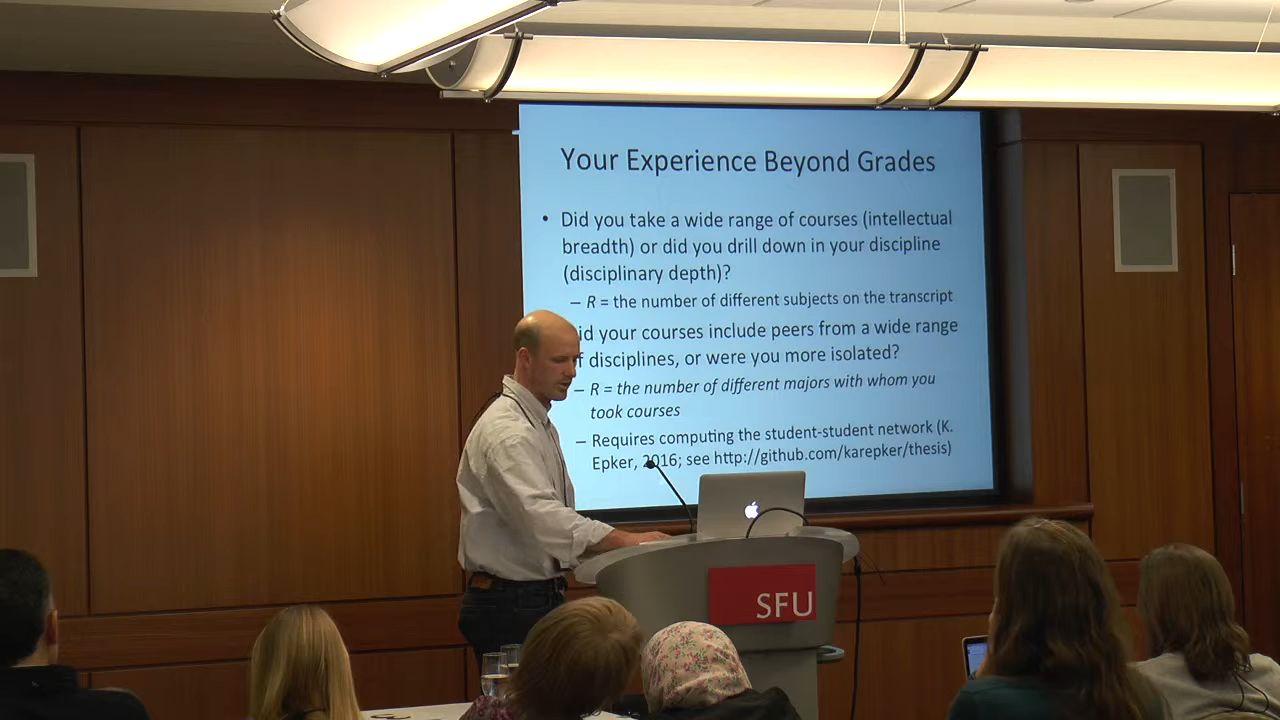 Your Experience Beyond Grades
• Did you take a wide range of courses (intellectual
breadth) or did you drill down in your discipline
(disciplinary depth)?
– R = the number of different subjects on the transcript
id your courses include peers from a wide range
f disciplines, or were you more isolated?
– R = the number of different majors with whom you
took courses
– Requires computing the student-student network (K.
Epker, 2016; see http://github.com/karepker/thesis)
SFU